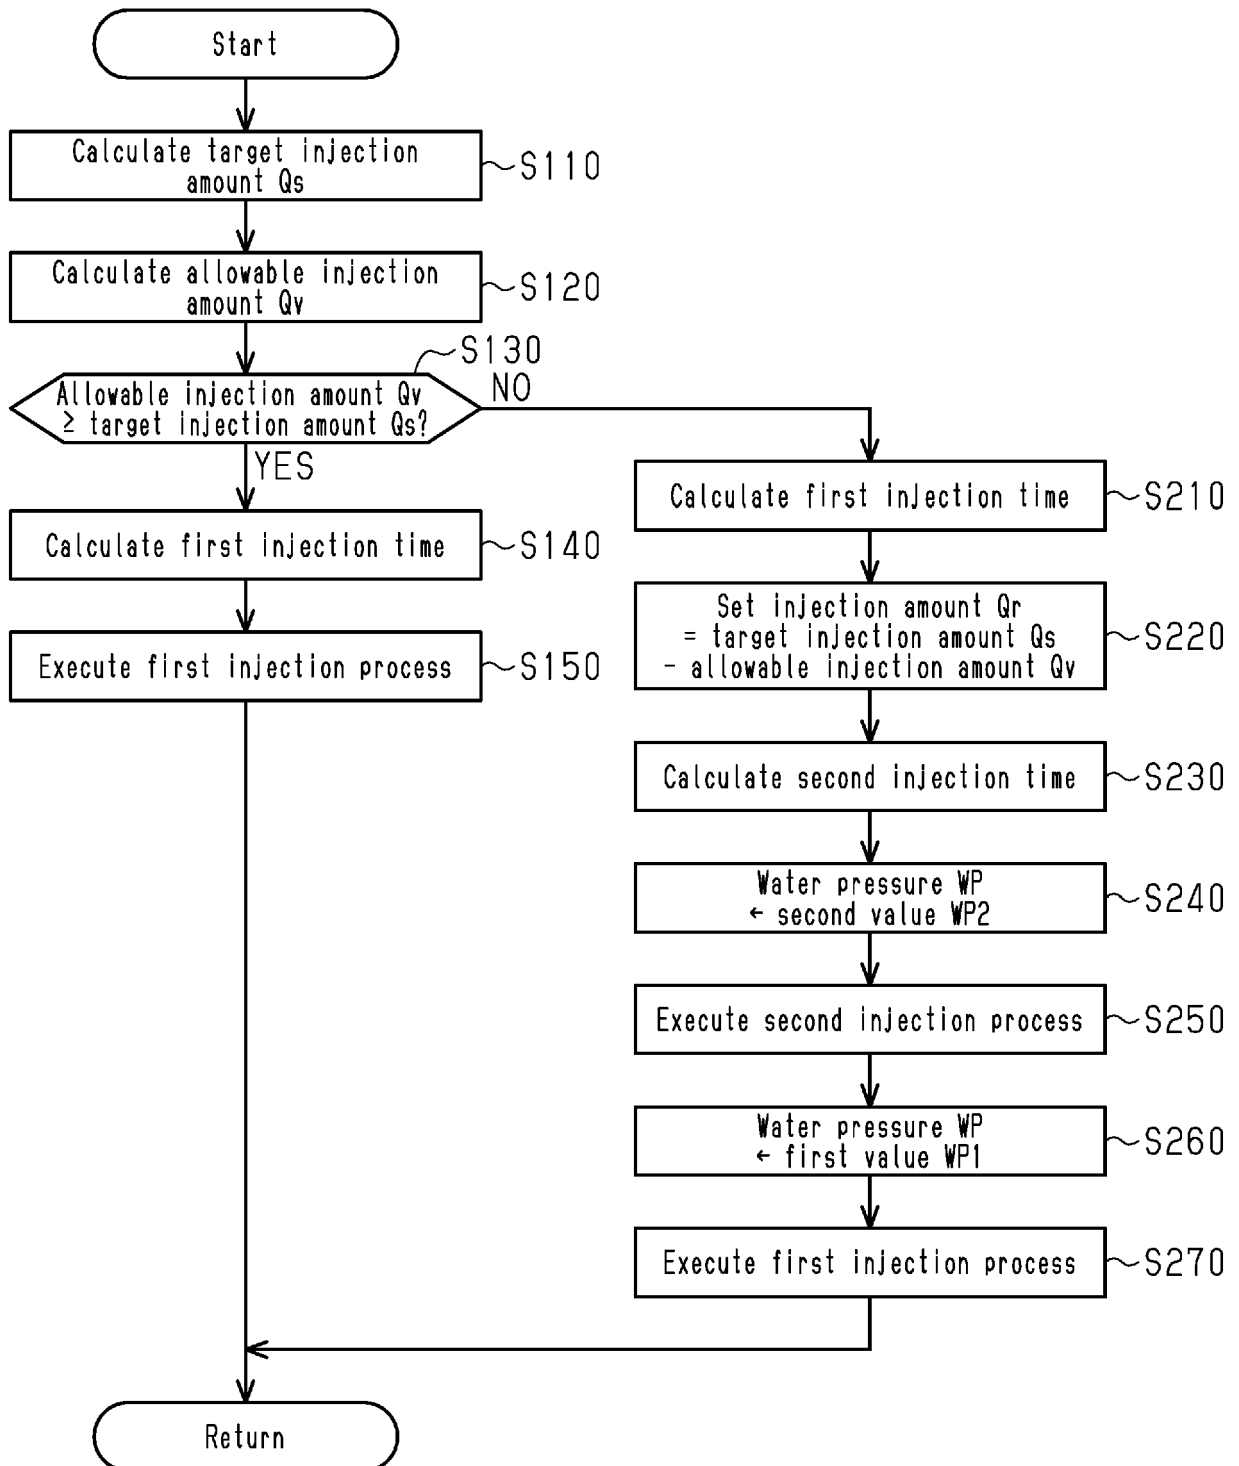 Start
Calculate target injection
amount Qs
S110
Calculate allowable injection
amount Qv
S120
S130
Allowable injection amount Qv
≥ target injection amount Qs?
NO
YES
Calculate first injection time
S140
Execute first injection process
S150
Calculate first injection time
S210
Set injection amount Qr
= target injection amount Qs
− allowable injection amount Qv
S220
Calculate second injection time
S230
Water pressure WP
← second value WP2
S240
Execute second injection process
S250
Water pressure WP
← first value WP1
S260
Execute first injection process
S270
Return